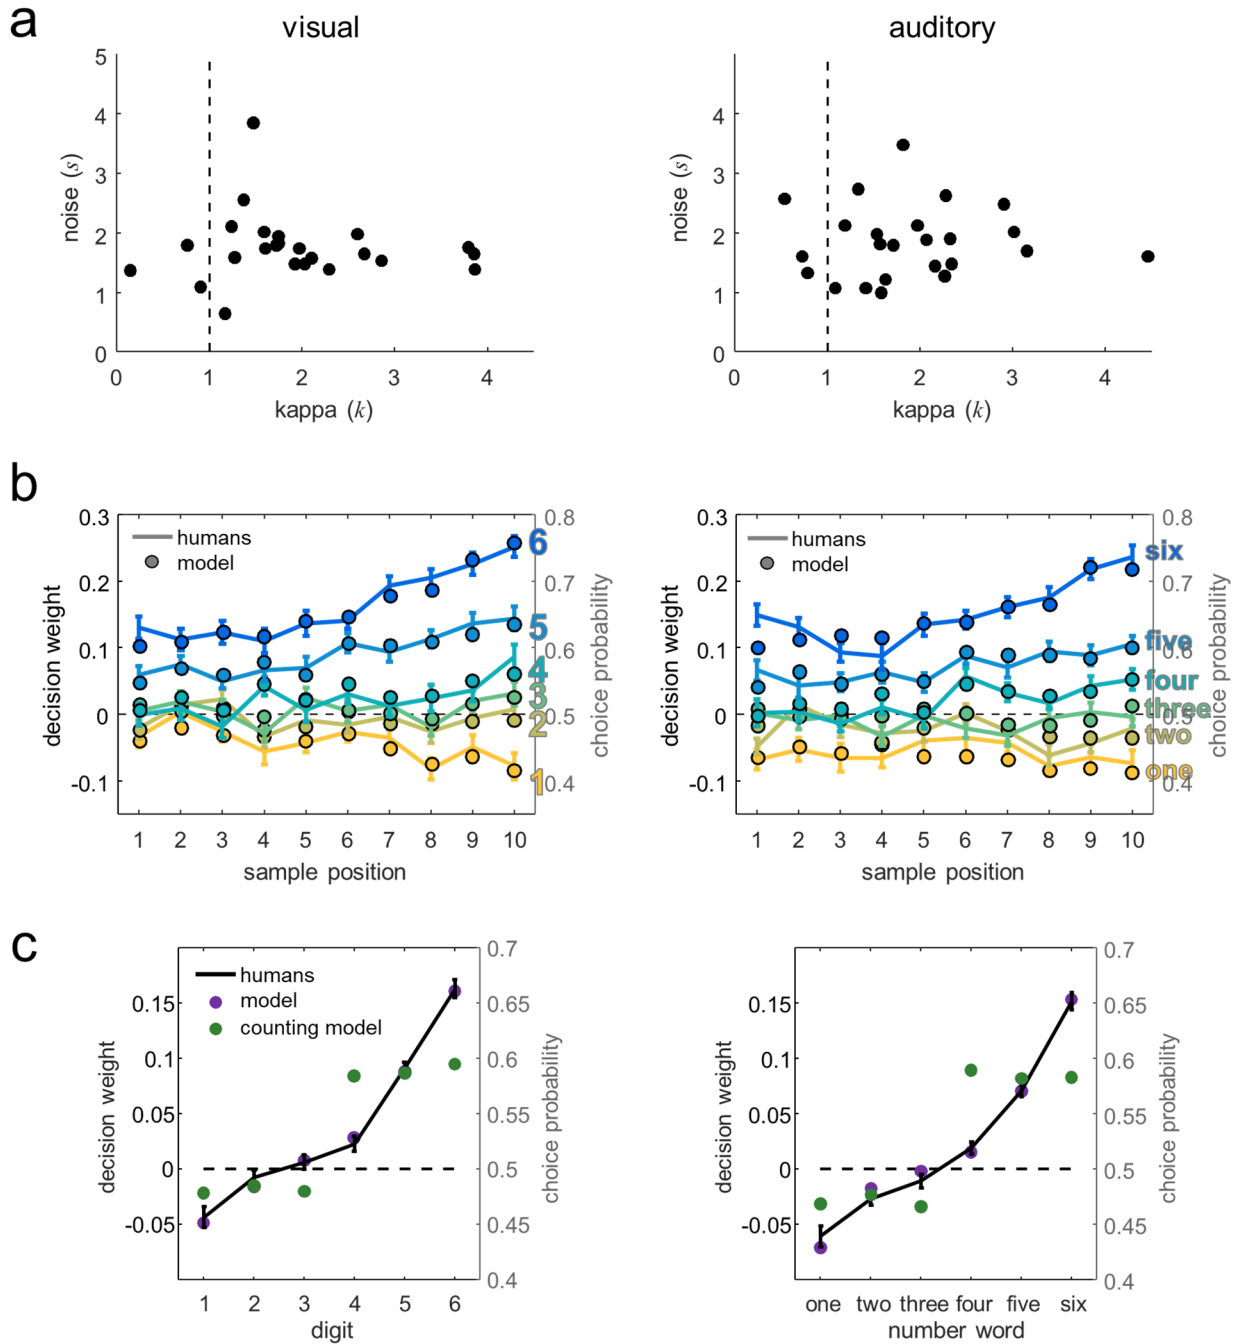 a
visual
auditory
5
4
3
2
1
0
noise (s)
0 1 2 3 4
kappa (k)
4
3
2
1
0
noise (s)
0 1 2 3 4
kappa (k)
b
0.3
0.2
0.1
0
-0.1
decision weight
humans
model
6
5
4
3
2
1
0.8
0.7
0.6
0.5
0.4
choice probability
1 2 3 4 5 6 7 8 9 10
sample position
0.3
0.2
0.1
0
-0.1
decision weight
humans
model
six
five
four
three
two
one
0.8
0.7
0.6
0.5
0.4
choice probability
1 2 3 4 5 6 7 8 9 10
sample position
c
0.15
0.1
0.05
0
-0.05
decision weight
humans
model
counting model
0.7
0.65
0.6
0.55
0.5
0.45
0.4
choice probability
1 2 3 4 5 6
digit
0.15
0.1
0.05
0
-0.05
decision weight
0.7
0.65
0.6
0.55
0.5
0.45
0.4
choice probability
one two three four five six
number word